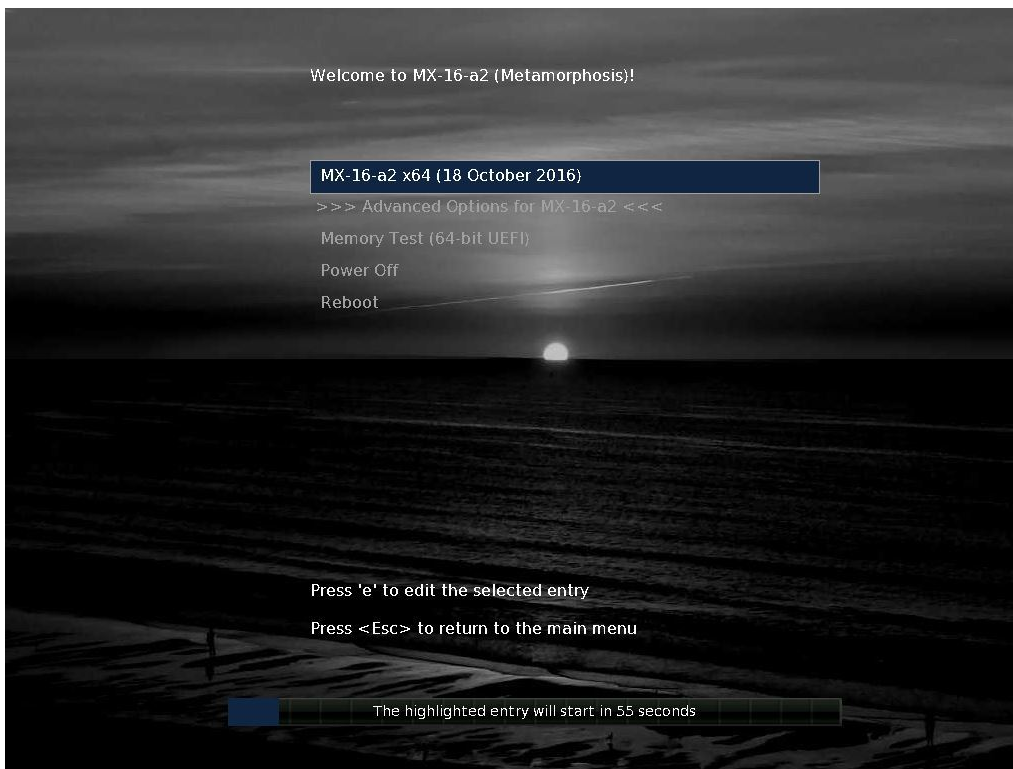 Welcome to MX-16-a2 (Metamorphosis)!
MX-16-a2 x64 (18 October 2016)
>>> Advanced Options for MX-16-a2 <<<
Memory Test (64-bit UEFI)
Power Off
Reboot
Press 'e' to edit the selected entry
Press <Esc> to return to the main menu
The highlighted entry will start in 55 seconds